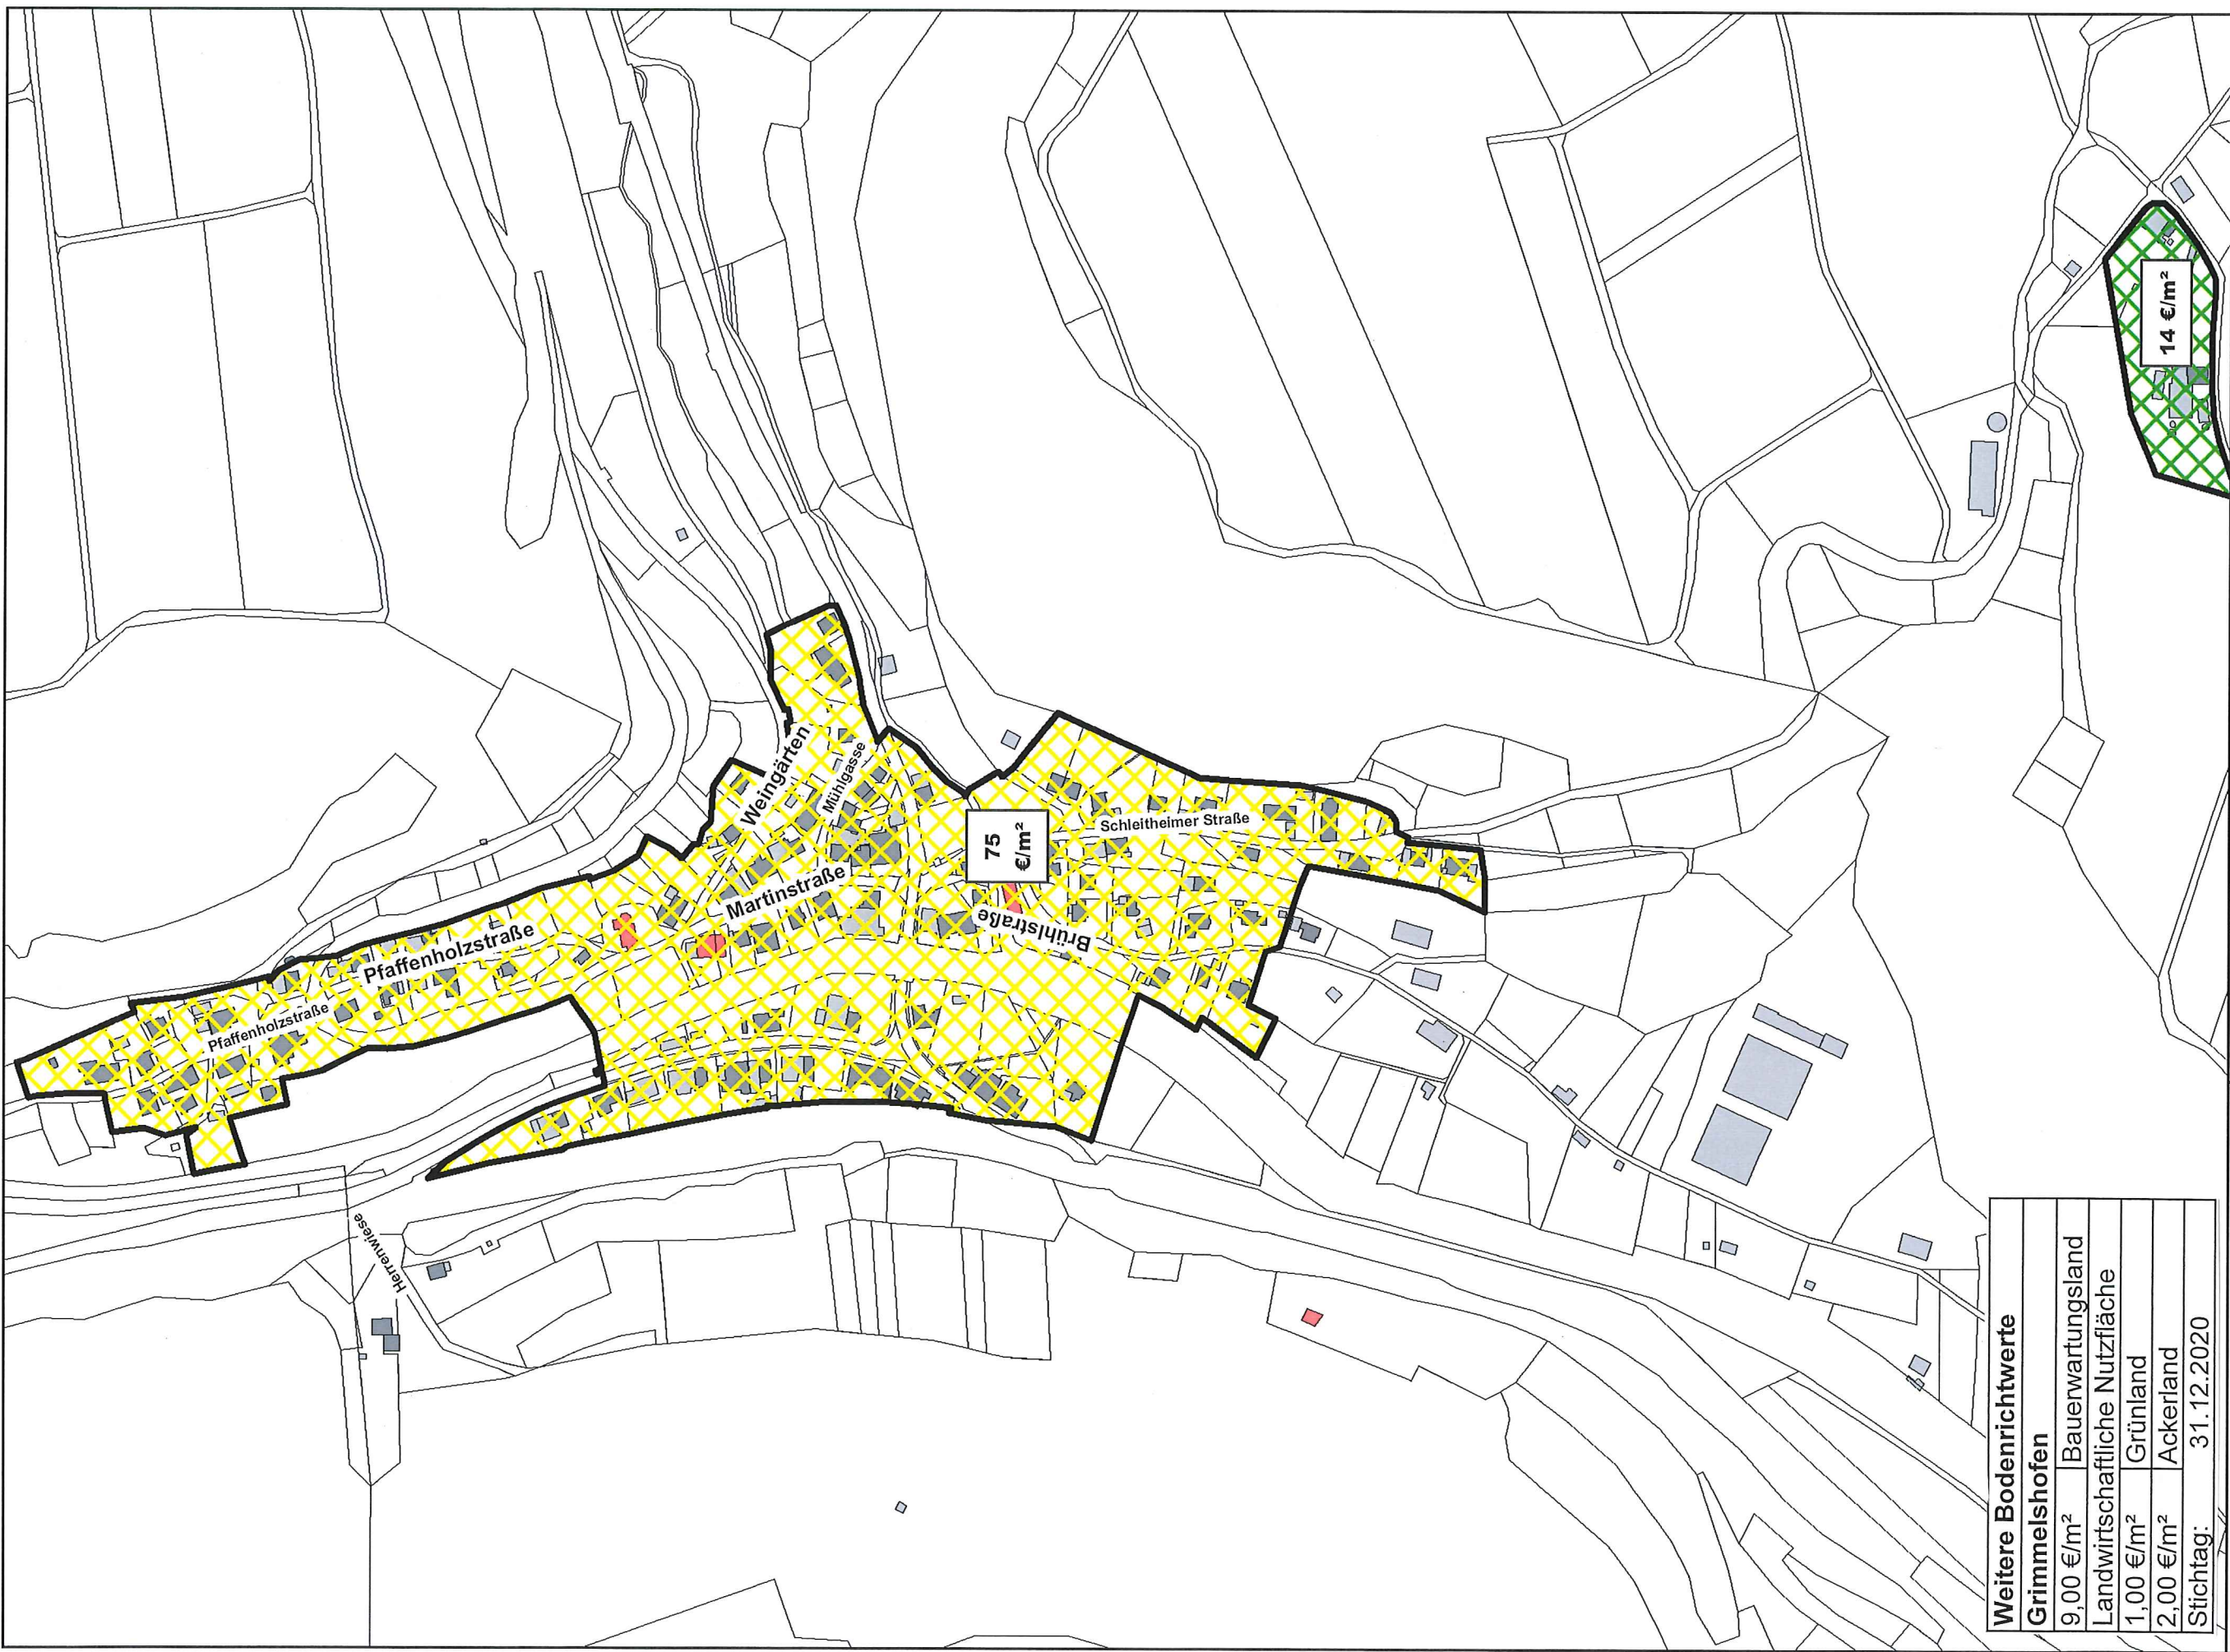 Pfaffenholzstraße
Pfaffenholzstraße
Weingärten
Mühlgasse
Martinstraße
Brühlstraße
Schleitheimer Straße
Herrenwiese
75
€/m²
14 €/m²
Weitere Bodenrichtwerte
Grimmelshofen
9,00 €/m² Bauerwartungsland
Landwirtschaftliche Nutzfläche
1,00 €/m² Grünland
2,00 €/m² Ackerland
Stichtag: 31.12.2020